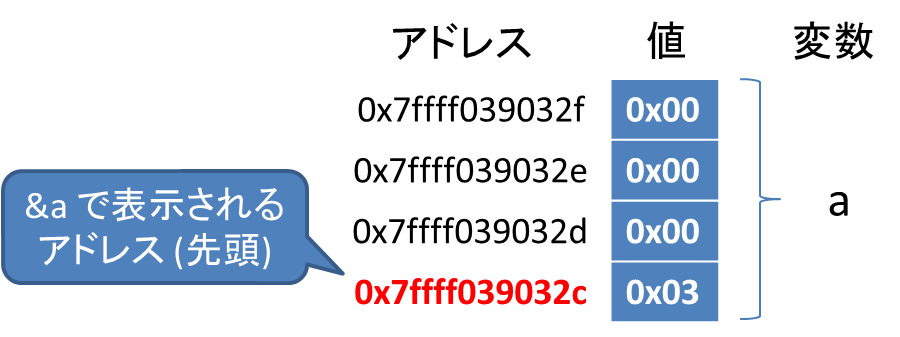 アドレス 値 変数
0x7ffff039032f 0x00
0x7ffff039032e 0x00
0x7ffff039032d 0x00
0x7ffff039032c 0x03
a
&a で表示される
アドレス (先頭)